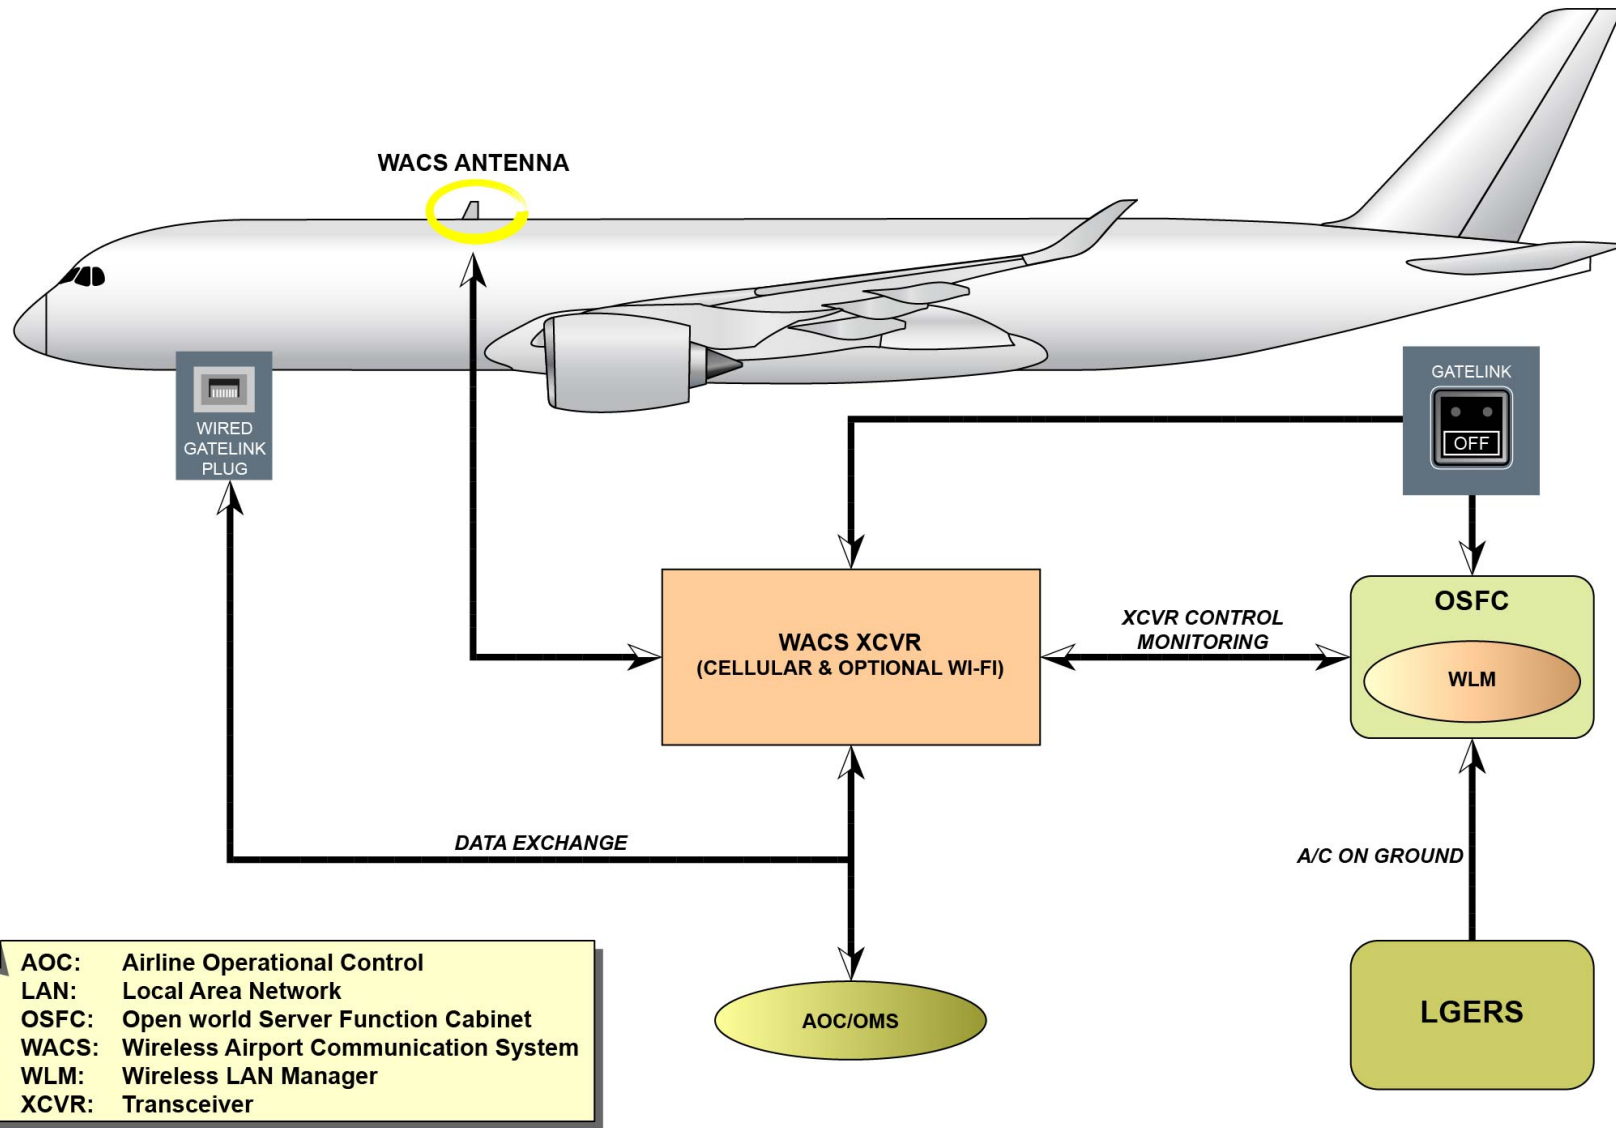 WACS ANTENNA
GATELINK
OFF
WIRED
GATELINK
PLUG
OSFC
XCVR CONTROL
MONITORING
WACS XCVR
(CELLULAR & OPTIONAL WI-FI)
WLM
DATA EXCHANGE
A/C ON GROUND
AOC: Airline Operational Control
LAN: Local Area Network
OSFC: Open world Server Function Cabinet
WACS: Wireless Airport Communication System
WLM: Wireless LAN Manager
XCVR: Transceiver
AOC/OMS
LGERS